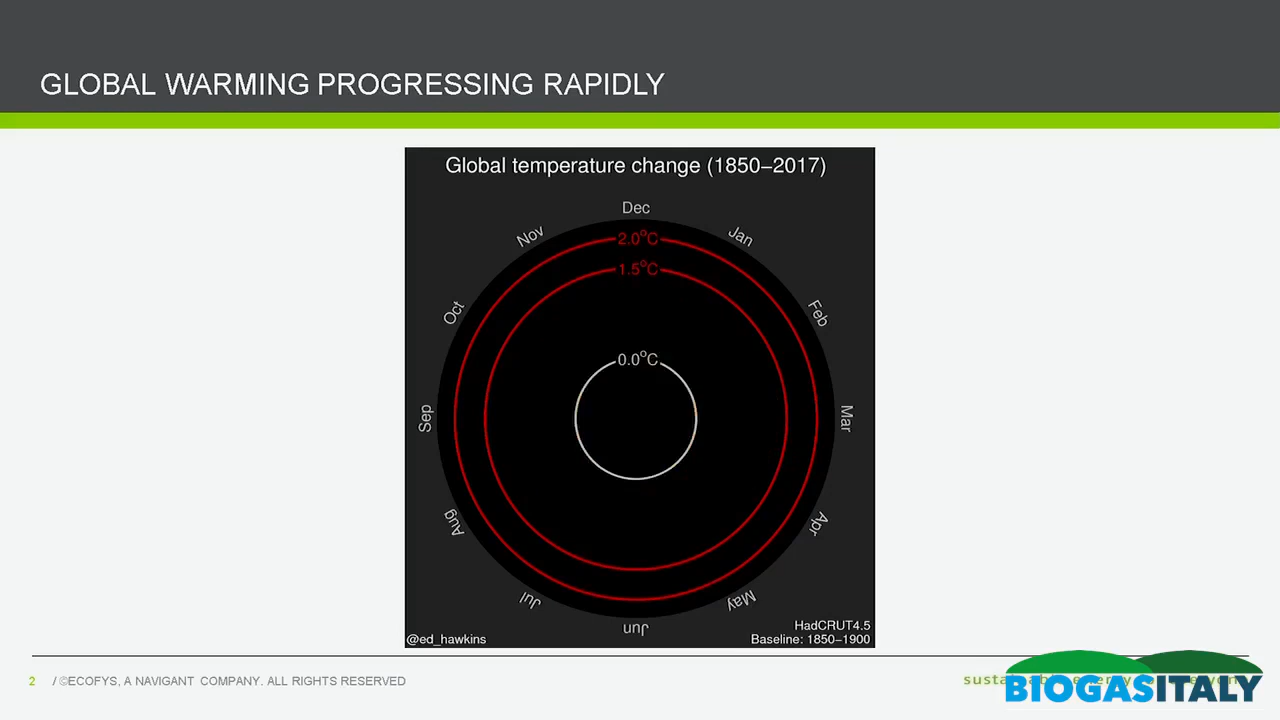 GLOBAL WARMING PROGRESSING RAPIDLY
Global temperature change (1850−2017)
Dec
Nov
Jan
2.0°C
1.5°C
Oct
Feb
0.0°C
Sep
Mar
Aug
Apr
Jul
May
Jun
HadCRUT4.5
@ed_hawkins
Baseline: 1850−1900
2 / ©ECOFYS, A NAVIGANT COMPANY. ALL RIGHTS RESERVED
BIOGASITALY